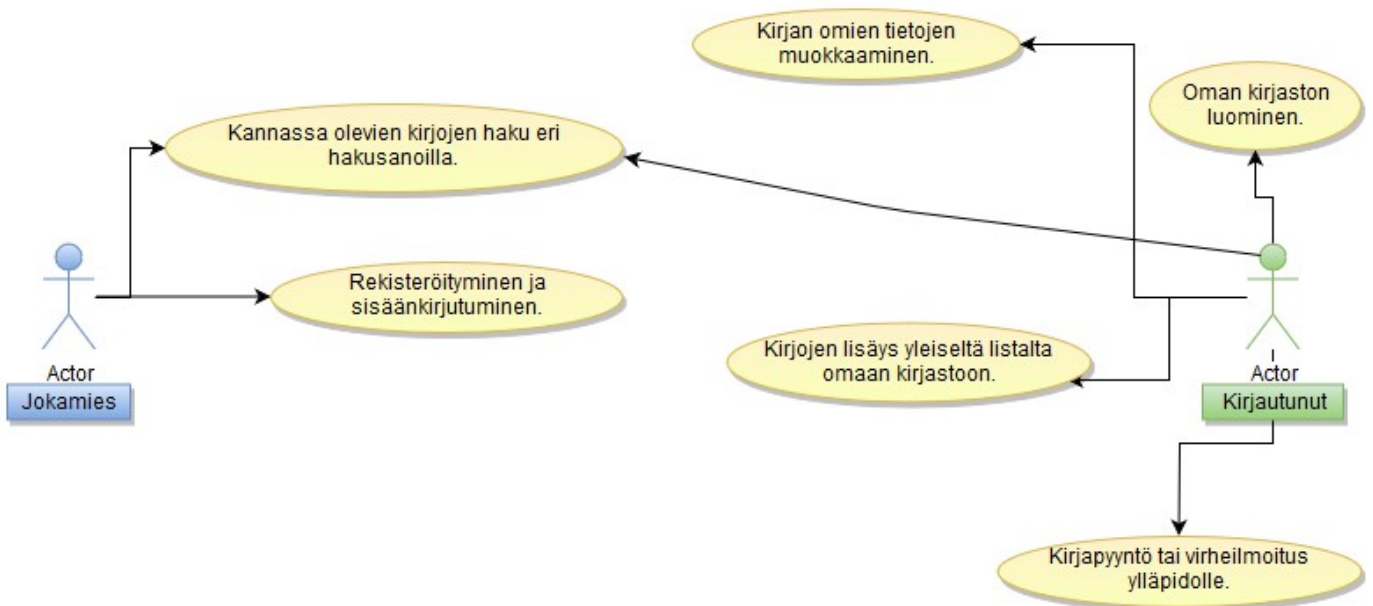 Kirjan omien tietojen
muokkaaminen.
Oman kirjaston
luominen.
Kannassa olevien kirjojen haku eri
hakusanoilla.
Rekisteröityminen ja
sisäänkirjutuminen.
Kirjojen lisäys yleiseltä listalta
omaan kirjastoon.
Actor
Jokamies
Actor
Kirjautunut
Kirjapyyntö tai virheilmoitus
ylläpidolle.